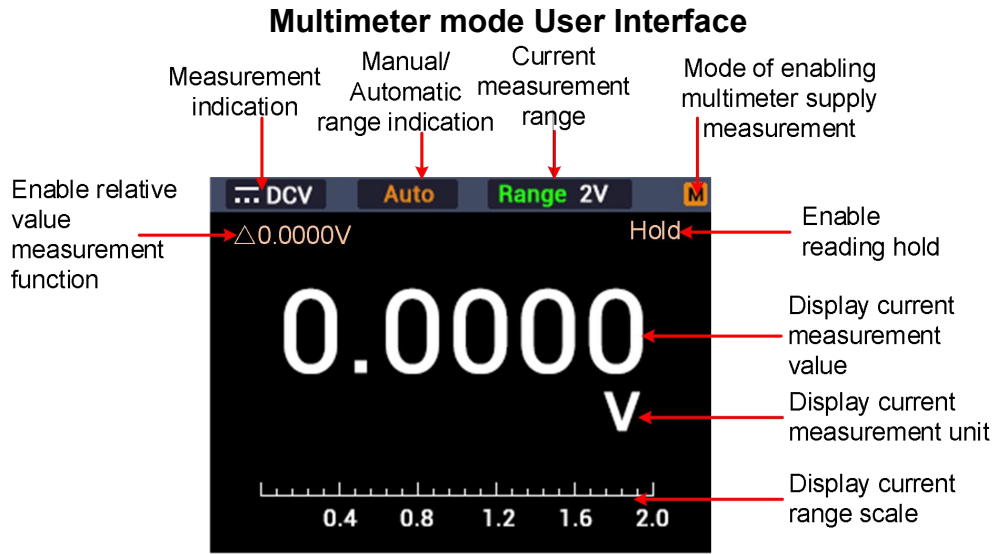 Multimeter mode User Interface
Measurement
indication
Manual/
Automatic
range indication
Current
measurement
range
Mode of enabling
multimeter supply
measurement
Enable relative
value
measurement
function
DCV
Auto
Range 2V
M
△0.0000V
Hold
Enable
reading hold
0.0000
V
Display current
measurement
value
Display current
measurement unit
0.4 0.8 1.2 1.6 2.0
Display current
range scale